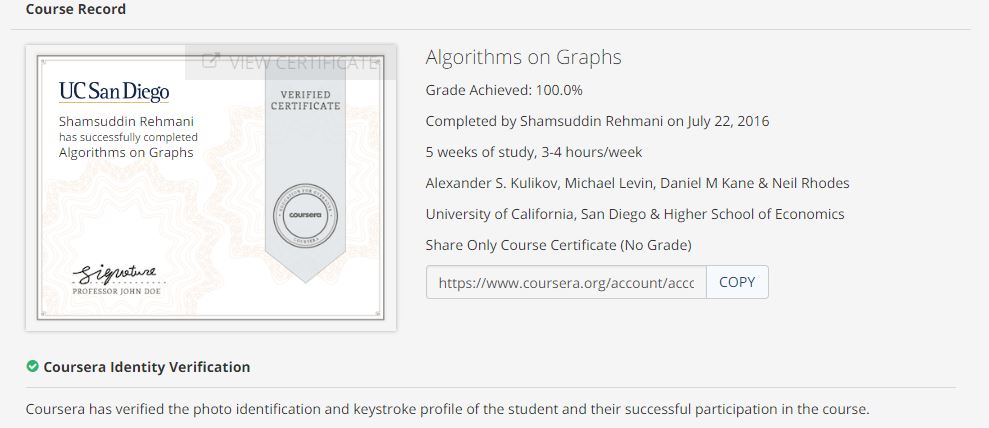 Course Record
VIEW CERTIFICATE
UC San Diego
Shamsuddin Rehmani
has successfully completed
Algorithms on Graphs
VERIFIED
CERTIFICATE
EDUCATION FOR EVERYONE
coursera
COURSERA
Signature
PROFESSOR JOHN DOE
Algorithms on Graphs
Grade Achieved: 100.0%
Completed by Shamsuddin Rehmani on July 22, 2016
5 weeks of study, 3-4 hours/week
Alexander S. Kulikov, Michael Levin, Daniel M Kane & Neil Rhodes
University of California, San Diego & Higher School of Economics
Share Only Course Certificate (No Grade)
https://www.coursera.org/account/accc
COPY
Coursera Identity Verification
Coursera has verified the photo identification and keystroke profile of the student and their successful participation in the course.